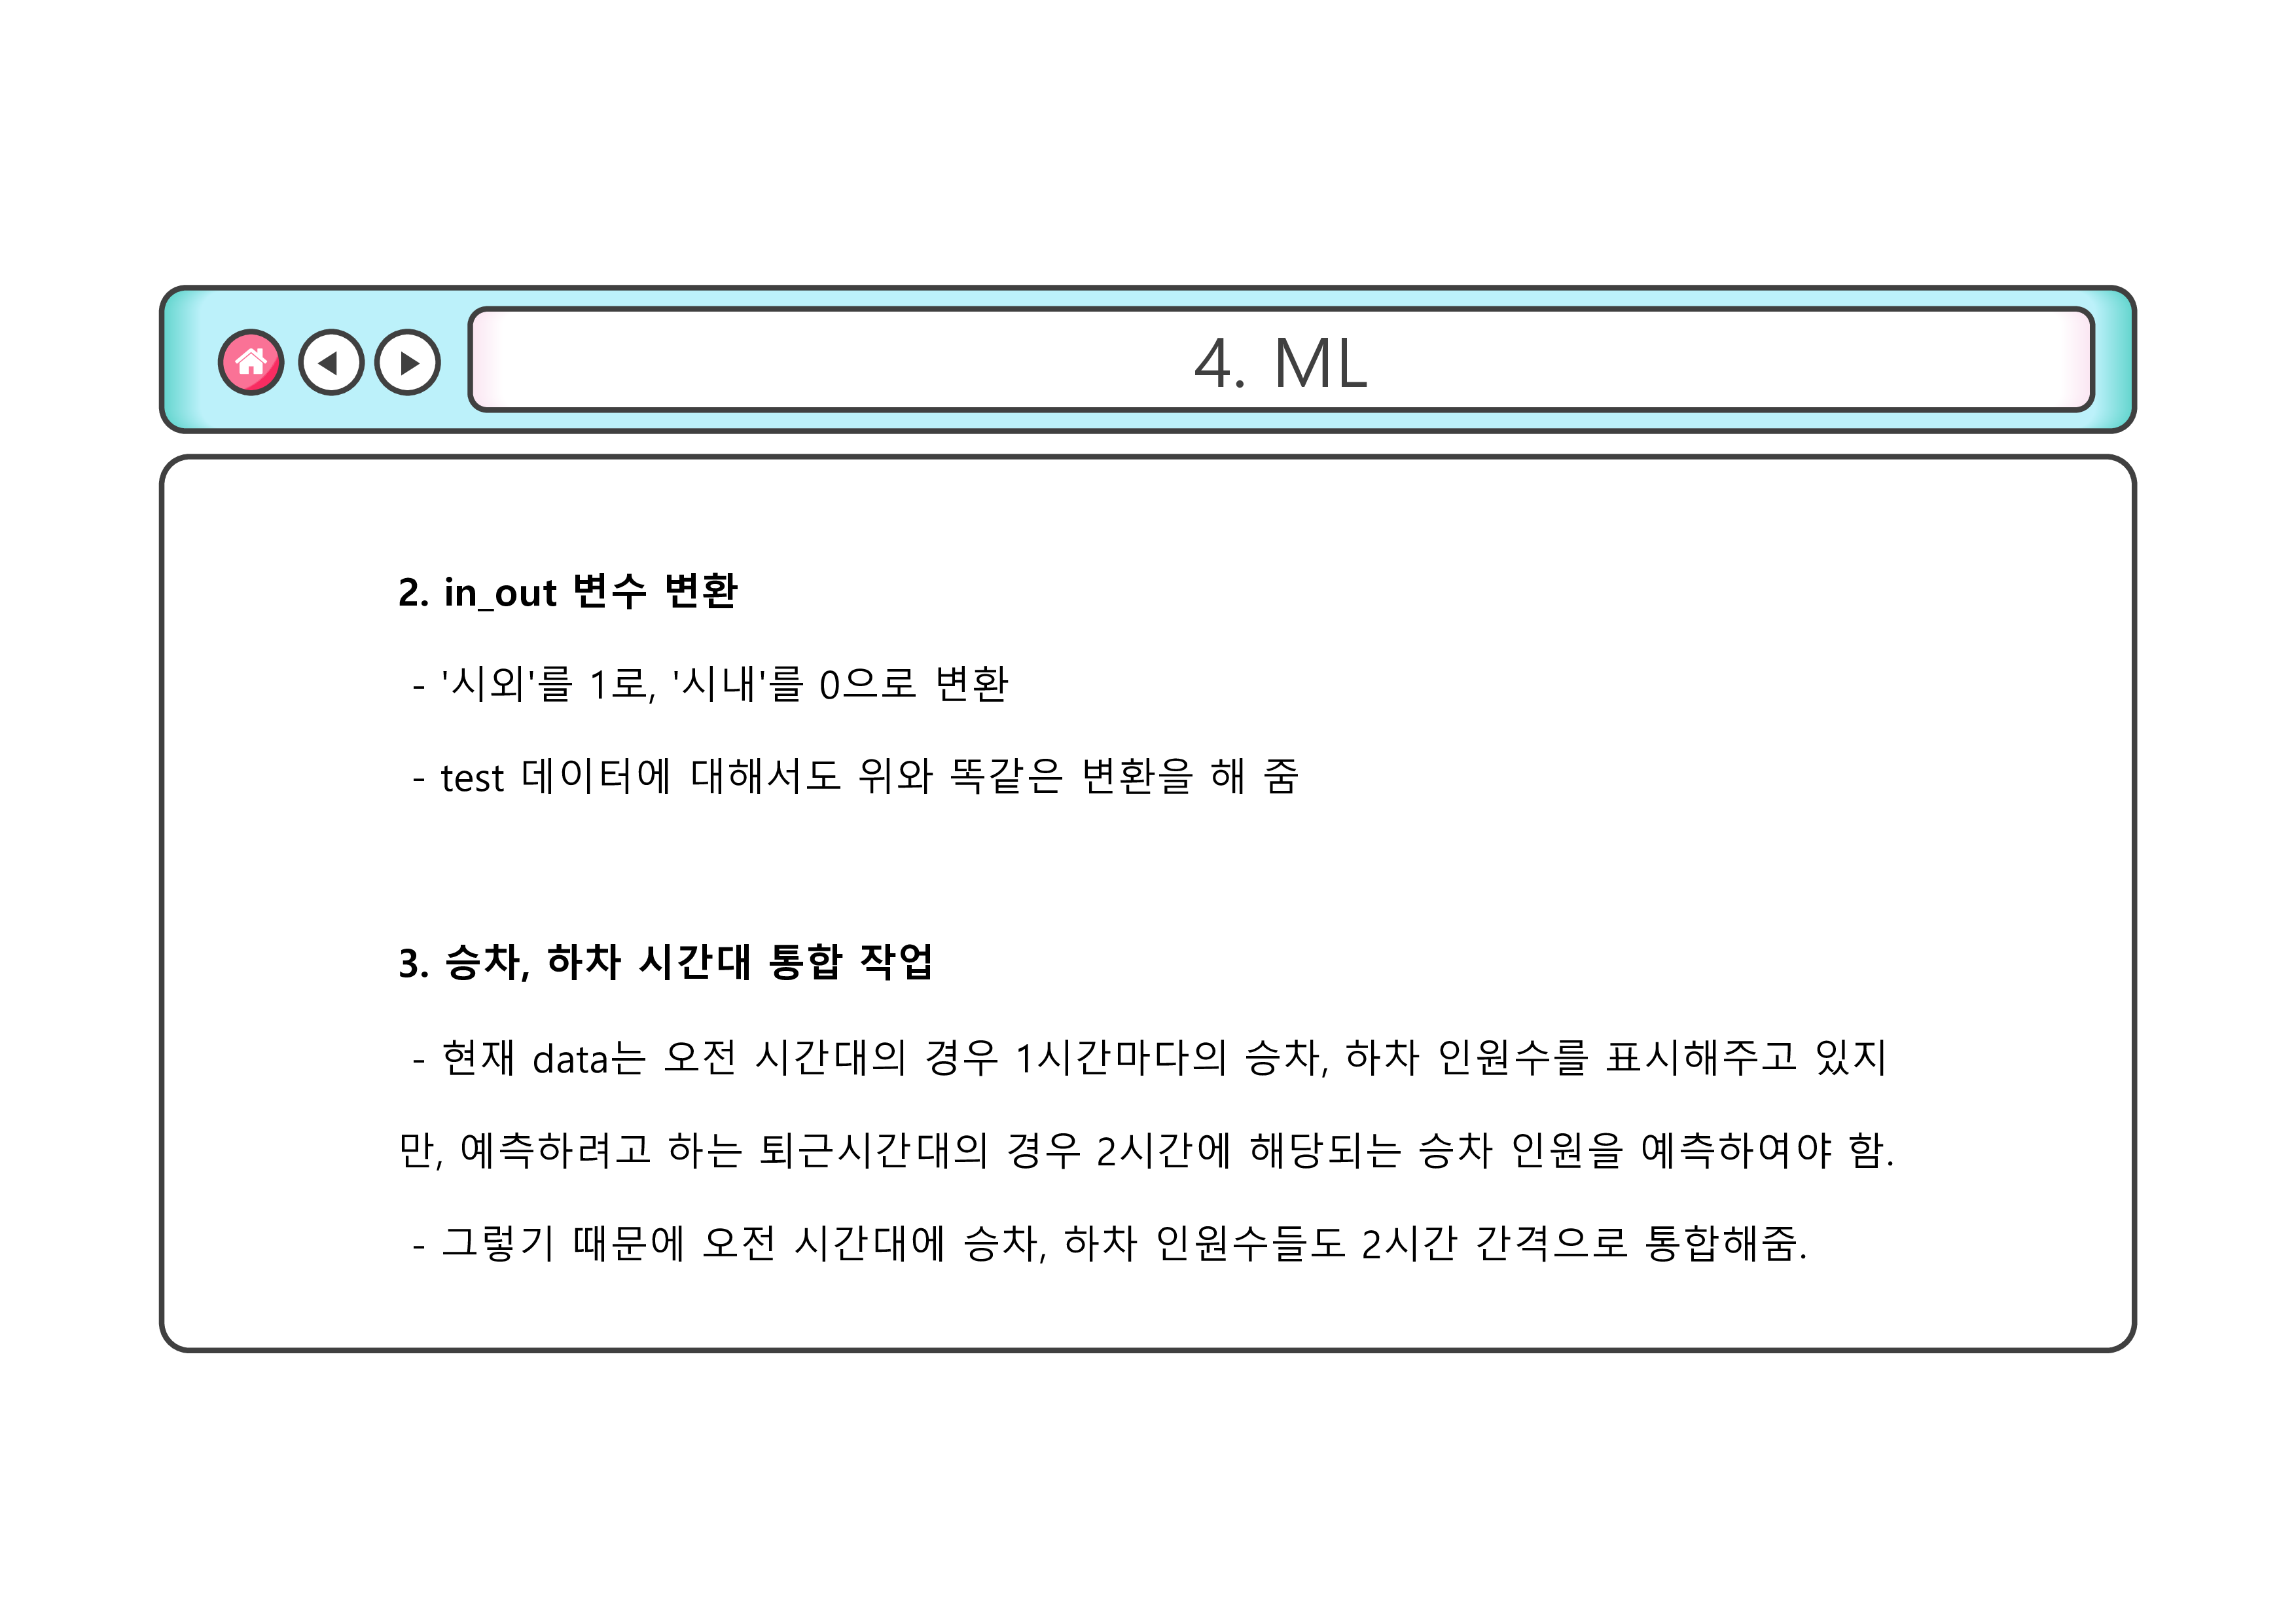 4. ML
2. in_out 변수 변환
- '시외'를 1로, '시내'를 0으로 변환
- test 데이터에 대해서도 위와 똑같은 변환을 해 줌
3. 승차, 하차 시간대 통합 작업
- 현재 data는 오전 시간대의 경우 1시간마다의 승차, 하차 인원수를 표시해주고 있지
만, 예측하려고 하는 퇴근시간대의 경우 2시간에 해당되는 승차 인원을 예측하여야 함.
- 그렇기 때문에 오전 시간대에 승차, 하차 인원수들도 2시간 간격으로 통합해줌.